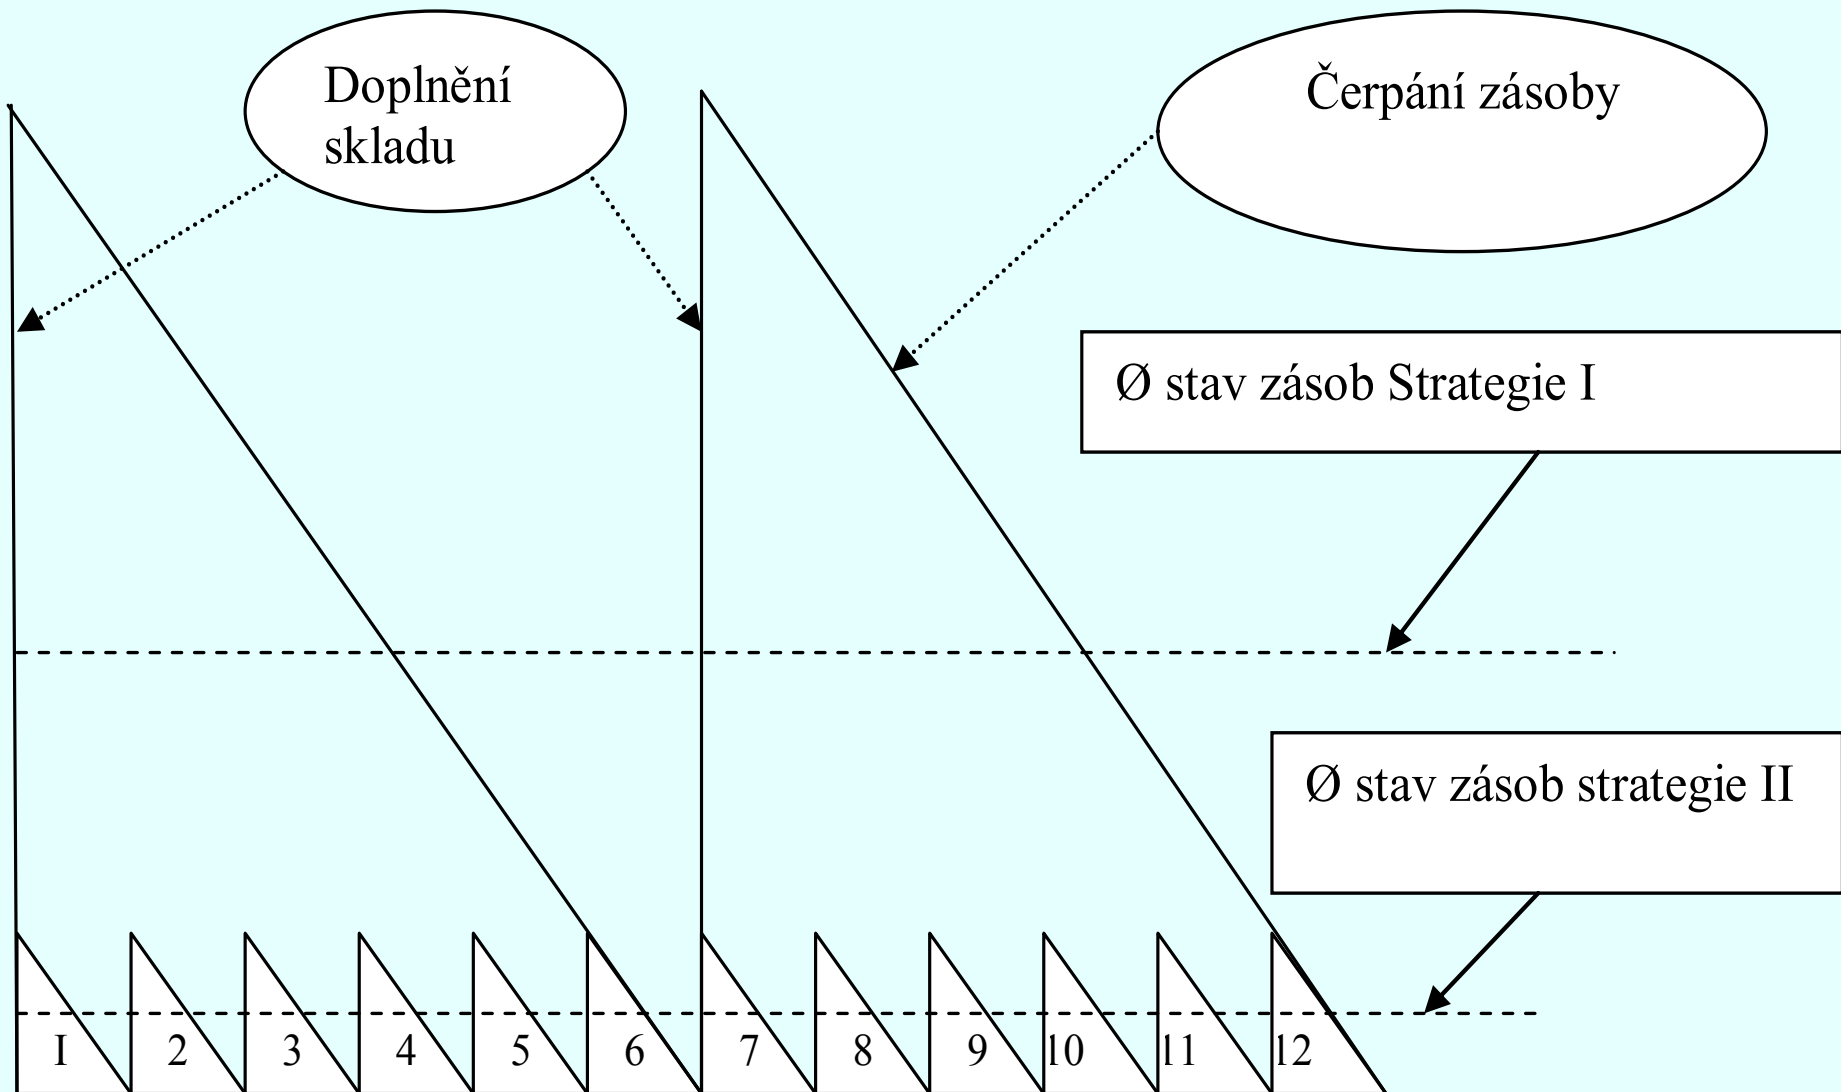 Doplnění
skladu
Čerpání zásoby
Ø stav zásob Strategie I
Ø stav zásob strategie II
I 2 3 4 5 6 7 8 9 10 11 12